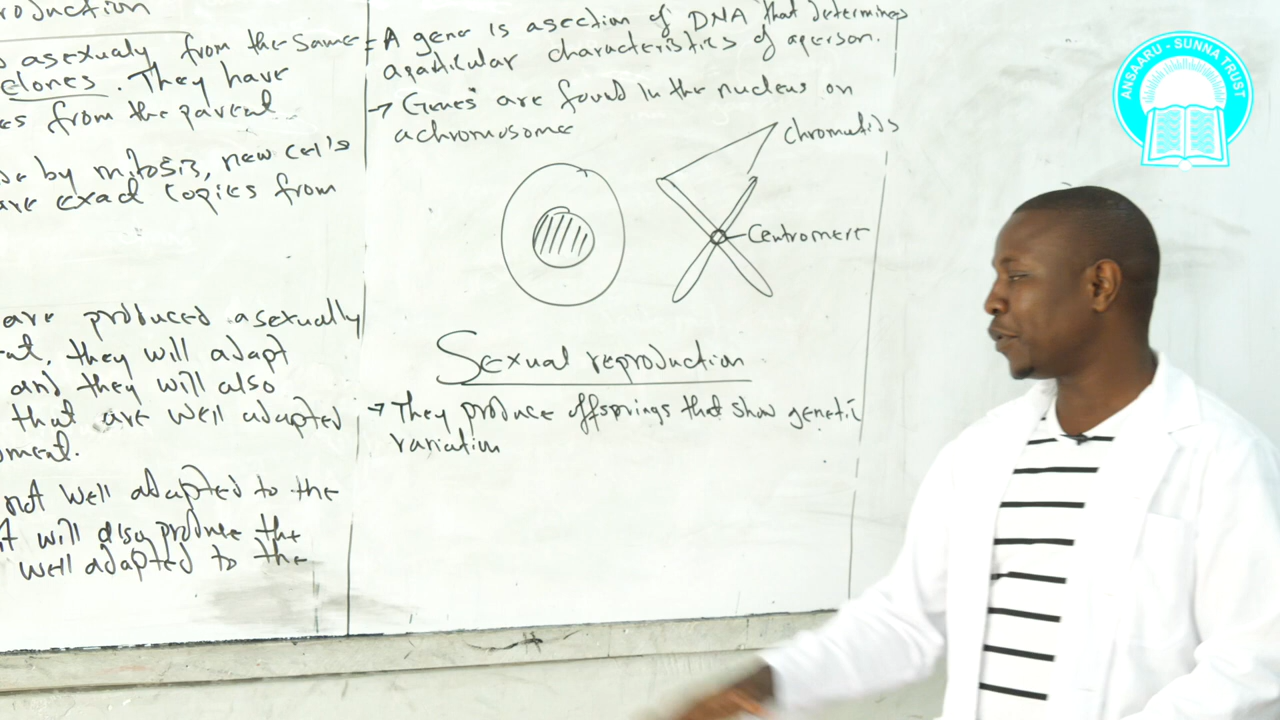 roduction
asexualy from the same
clones. They have
es from the parent
by mitosis, new cell's
are exact copies from
are produced asexually
they will adapt
and they will also
that are well adapted
ment.
not well adapted to the
will also produce the
well adapted to the
A gene is a section of DNA that determines
a particular characteristics of a person.
→ Genes are found in the nucleus on
a chromosome
Chromatids
Centromere
Sexual reproduction
→ They produce offsprings that show genetic
variation
ANSAARU - SUNNA TRUST